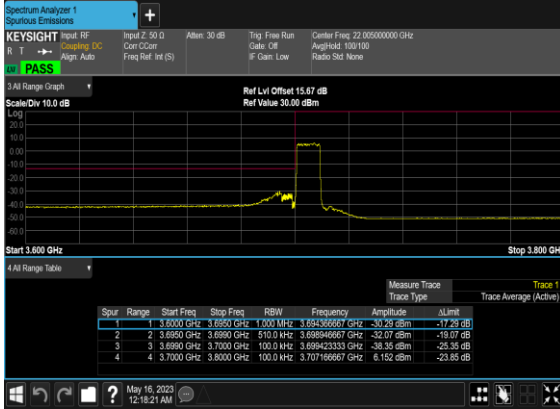 Spectrum Analyzer 1
Spurious Emissions
+
KEYSIGHT Input: RF Input Z: 50 Ω Atten: 30 dB Trig: Free Run Center Freq: 22.005000000 GHz
R T Coupling: DC Corr CCorr Gate: Off Avg|Hold: 100/100
Align: Auto Freq Ref: Int (S) IF Gain: Low Radio Std: None
PASS
3 All Range Graph
Ref Lvl Offset 15.67 dB
Scale/Div 10.0 dB Ref Value 30.00 dBm
Log
20.0
10.0
0.00
-10.0
-20.0
-30.0
-40.0
-50.0
-60.0
Start 3.600 GHz Stop 3.800 GHz
4 All Range Table
Measure Trace Trace 1
Trace Type Trace Average (Active)
Spur Range Start Freq Stop Freq RBW Frequency Amplitude ΔLimit
1 1 3.6000 GHz 3.6950 GHz 1.000 MHz 3.694366667 GHz -30.29 dBm -17.29 dB
2 2 3.6950 GHz 3.6990 GHz 510.0 kHz 3.698946667 GHz -32.07 dBm -19.07 dB
3 3 3.6990 GHz 3.7000 GHz 100.0 kHz 3.699423333 GHz -38.35 dBm -25.35 dB
4 4 3.7000 GHz 3.8000 GHz 100.0 kHz 3.707166667 GHz 6.152 dBm -23.85 dB
? May 16, 2023
12:18:21 AM